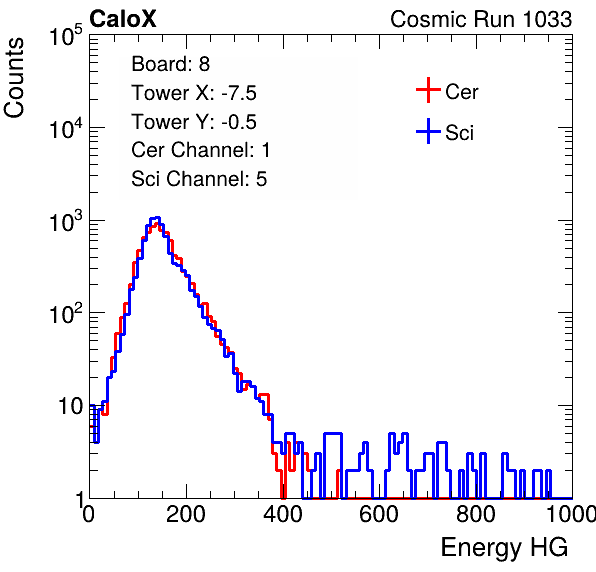 CaloX Cosmic Run 1033
Counts
10^5
10^4
10^3
10^2
10
1
Board: 8
Tower X: -7.5
Tower Y: -0.5
Cer Channel: 1
Sci Channel: 5
Cer
Sci
0 200 400 600 800 1000
Energy HG